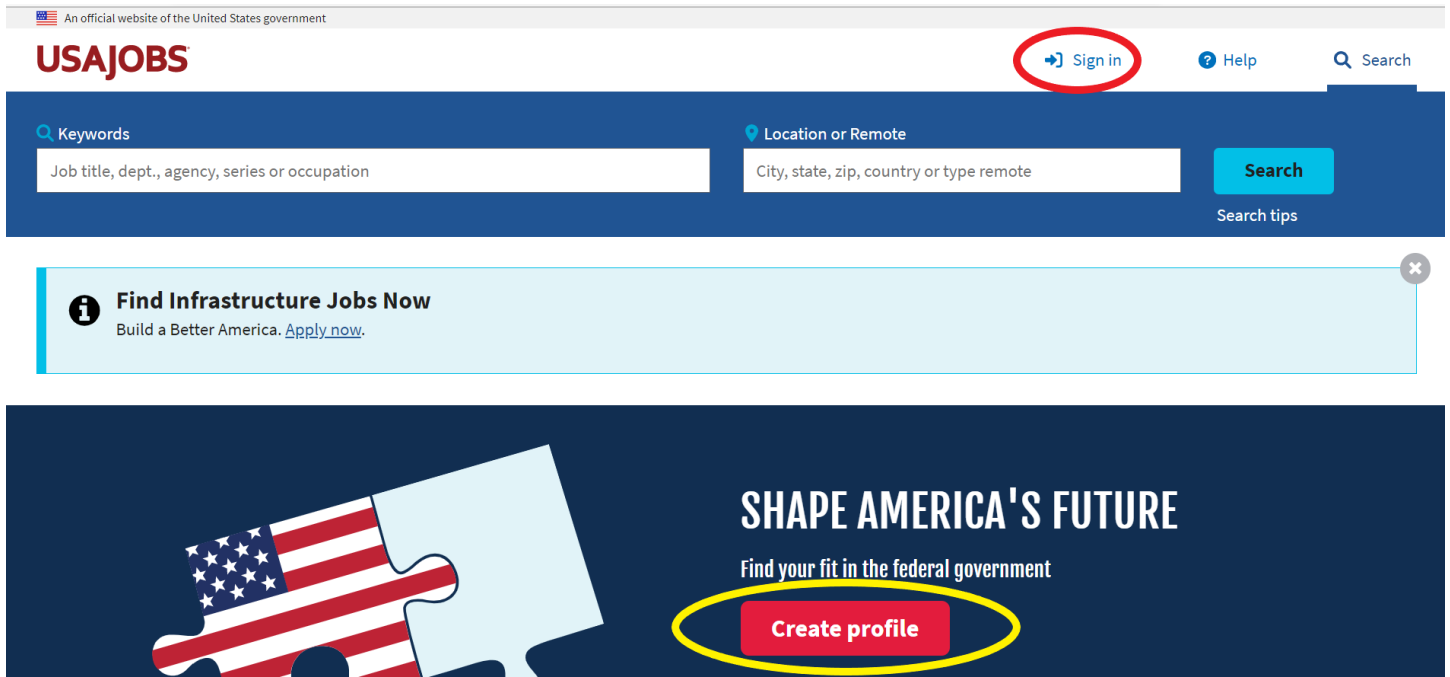 An official website of the United States government
USAJOBS
Sign in
Help
Search
Keywords
Location or Remote
Job title, dept., agency, series or occupation
City, state, zip, country or type remote
Search
Search tips
Find Infrastructure Jobs Now
Build a Better America. Apply now.
SHAPE AMERICA'S FUTURE
Find your fit in the federal government
Create profile